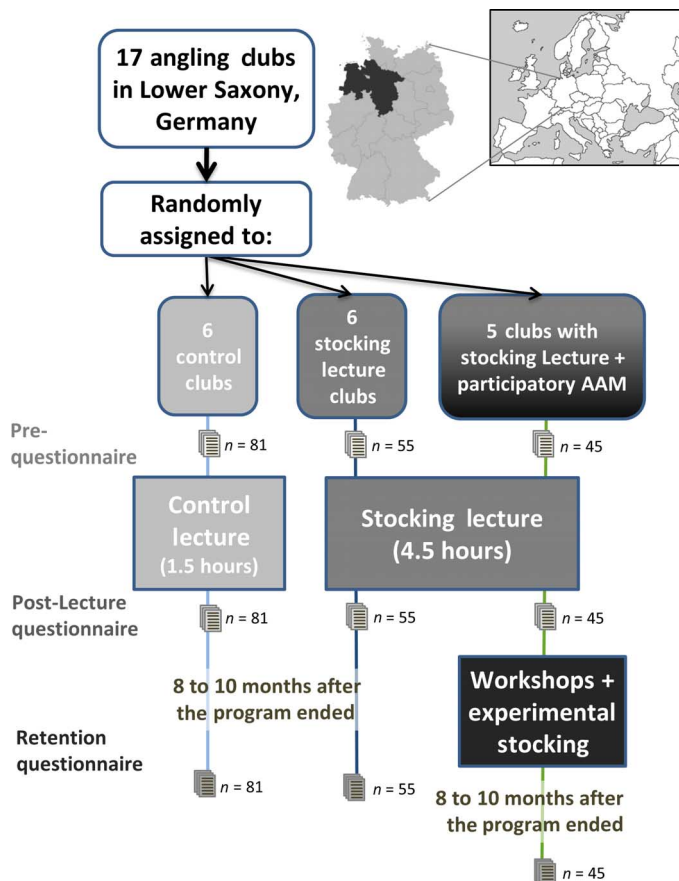 17 angling clubs
in Lower Saxony,
Germany
Randomly
assigned to:
6
control
clubs
6
stocking
lecture
clubs
5 clubs with
stocking Lecture +
participatory AAM
Pre-
questionnaire
n = 81
n = 55
n = 45
Control
lecture
(1.5 hours)
Stocking lecture
(4.5 hours)
Post-Lecture
questionnaire
n = 81
n = 55
n = 45
8 to 10 months after
the program ended
Workshops +
experimental
stocking
Retention
questionnaire
n = 81
n = 55
8 to 10 months after
the program ended
n = 45